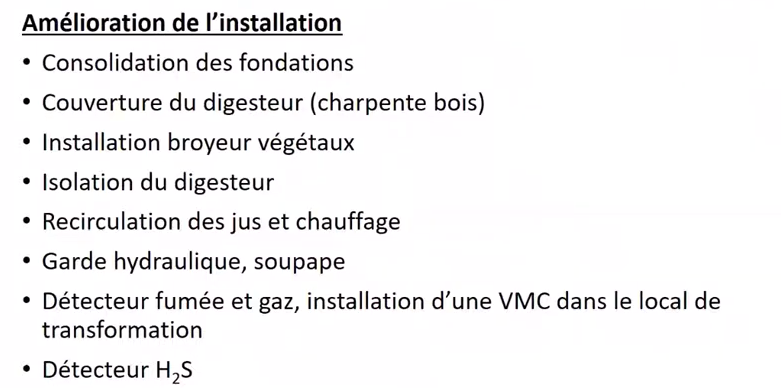 Amélioration de l'installation
• Consolidation des fondations
• Couverture du digesteur (charpente bois)
• Installation broyeur végétaux
• Isolation du digesteur
• Recirculation des jus et chauffage
• Garde hydraulique, soupape
• Détecteur fumée et gaz, installation d'une VMC dans le local de
transformation
• Détecteur H₂S